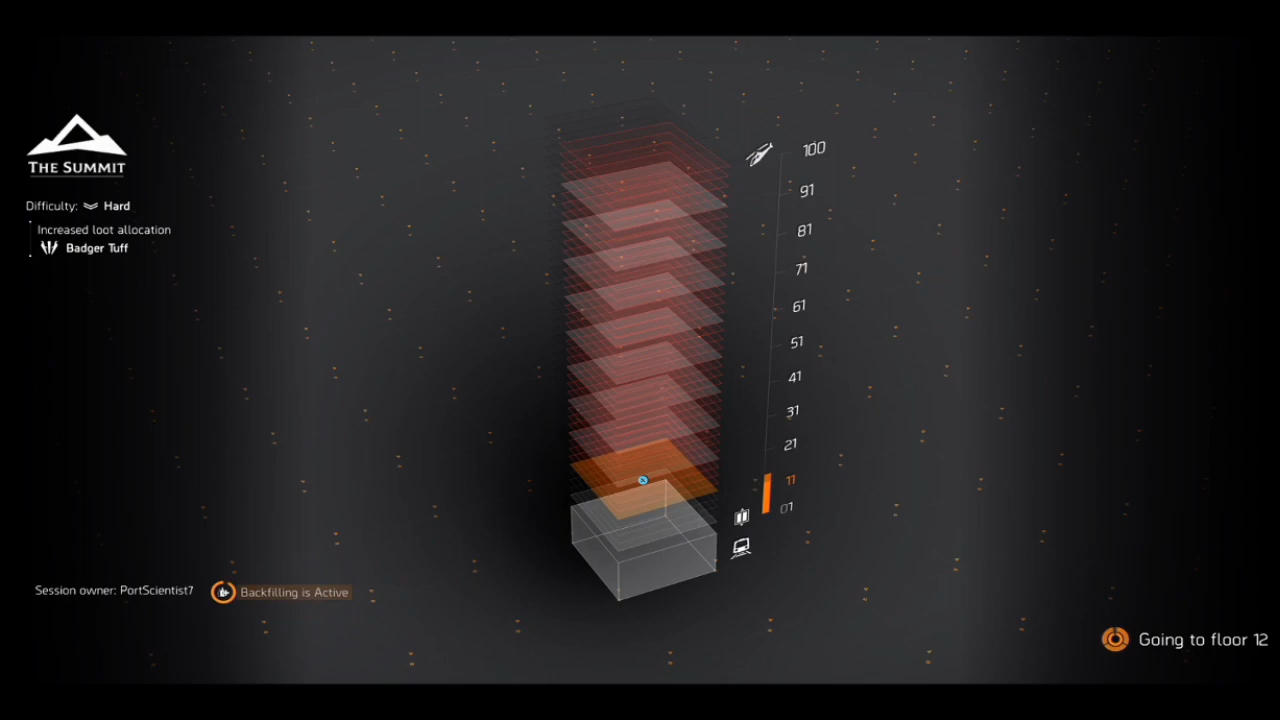 THE SUMMIT
Difficulty: Hard
Increased loot allocation
Badger Tuff
100
91
81
71
61
51
41
31
21
11
01
Session owner: PortScientist7
Backfilling is Active
Going to floor 12